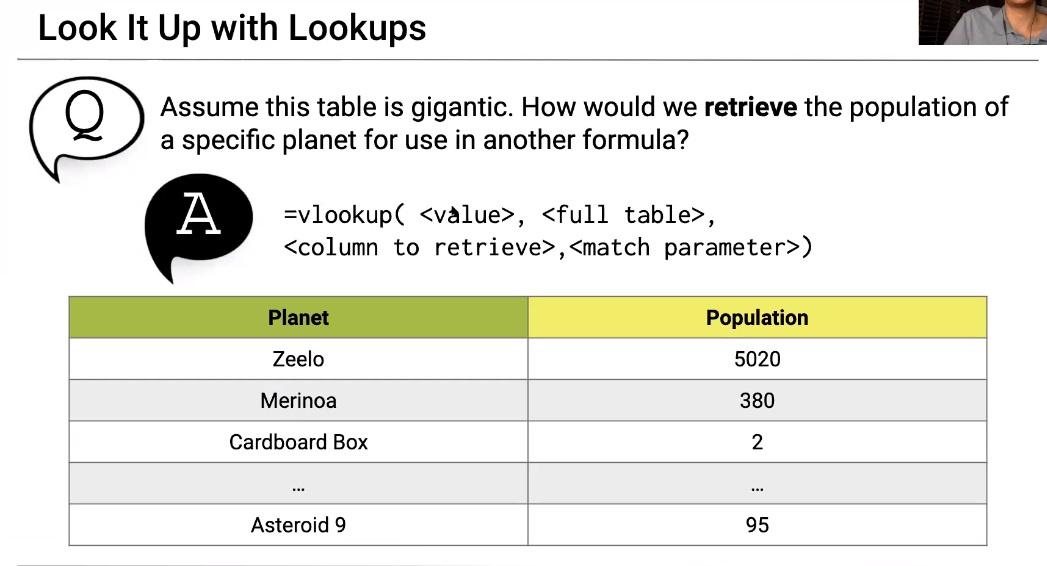 Look It Up with Lookups
Q
Assume this table is gigantic. How would we retrieve the population of
a specific planet for use in another formula?
A
=vlookup( <value>, <full table>,
<column to retrieve>,<match parameter>)
Planet Population
Zeelo 5020
Merinoa 380
Cardboard Box 2
... ...
Asteroid 9 95